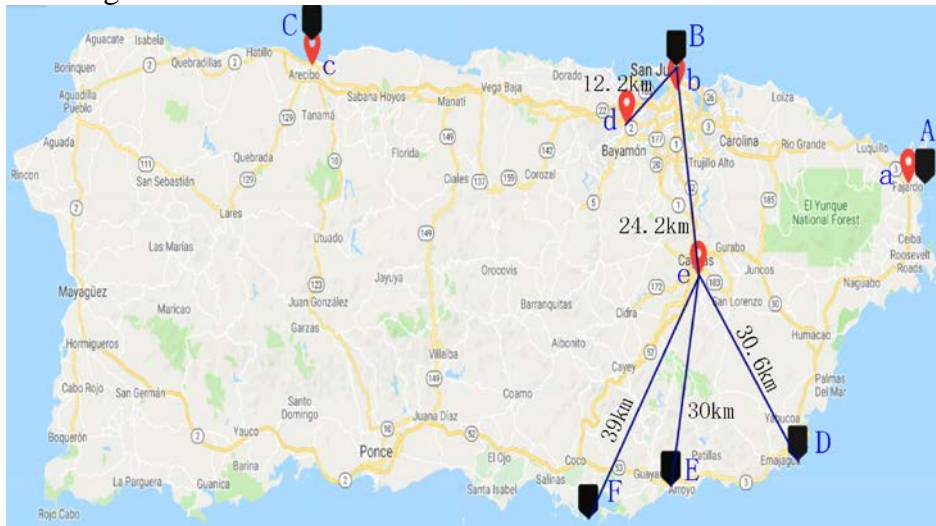 C
B
Aguacate Isabela
Hatillo
c
Borinquen
Quebradillas
Arecibo
San Ju
b
Dorado
12.2km
Aguadilla
Pueblo
Sabana Hoyos
Vega Baja
Loiza
Tanamá
Manatí
d
Carolina
A
Aguada
Bayamón
Rio Grande
Luquillo
Quebrada
Florida
Trujillo Alto
a
Fajardo
Rincon
San Sebastián
Ciales
Corozal
El Yunque
National Forest
Lares
24.2km
Ceiba
Las Marías
Utuado
Gurabo
Roosevelt
Roads
Orocovis
e
Juncos
Jayuya
Naguabo
Mayagüez
Juan González
Barranquitas
Cidra
San Lorenzo
Maricao
Garzas
Aibonito
Humacao
Hormigueros
Villalba
30.6km
Cayey
Palmas
Del Mar
Cabo Rojo
San Germán
Coamo
39km
30km
Santo
Domingo
Juana Díaz
Yabucoa
D
Boquerón
Yauco
Ponce
Coco
Patillas
Emajagua
Barina
El Ojo
Guaya
E
La Parguera
Guanica
Salinas
Arroyo
Santa Isabel
F
Rojo Cabo